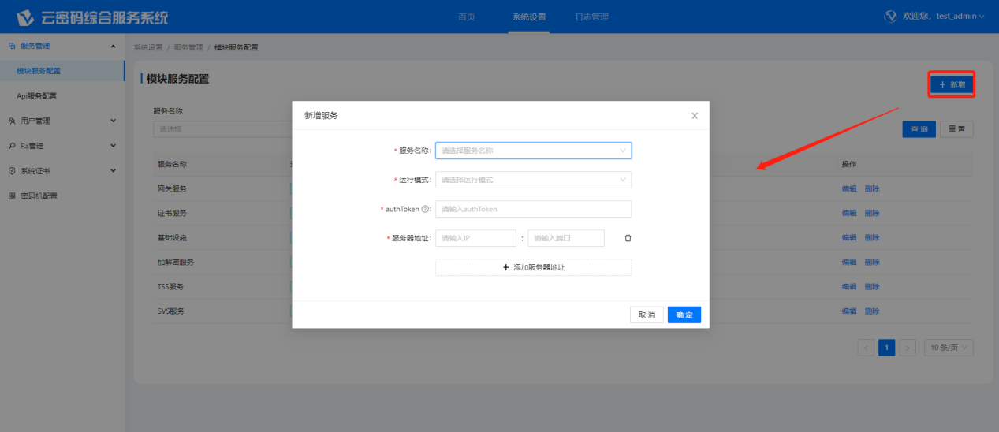 云密码综合服务系统
首页 系统设置 日志管理
欢迎您，test_admin
服务管理
模块服务配置
Api服务配置
用户管理
Ra管理
系统证书
密码机配置
系统设置 / 服务管理 / 模块服务配置
模块服务配置
+ 新增
服务名称
请选择
查 询 重 置
服务名称 操作
网关服务 编辑 删除
证书服务 编辑 删除
基础设施 编辑 删除
加解密服务 编辑 删除
TSS服务 编辑 删除
SVS服务 编辑 删除
< 1 > 10 条/页
新增服务 X
* 服务名称: 请选择服务名称
* 运行模式: 请选择运行模式
* authToken ?: 请输入authToken
* 服务器地址: 请输入IP : 请输入端口
+ 添加服务器地址
取 消 确 定